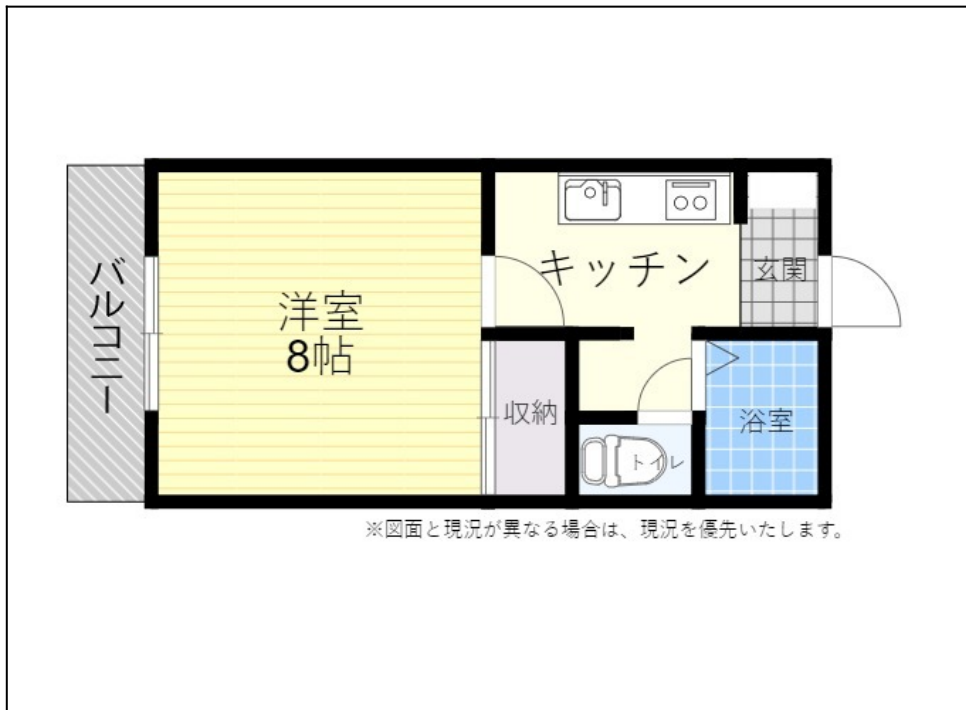 バルコニー
洋室
8帖
キッチン
玄関
収納
トイレ
浴室
※図面と現況が異なる場合は、現況を優先いたします。